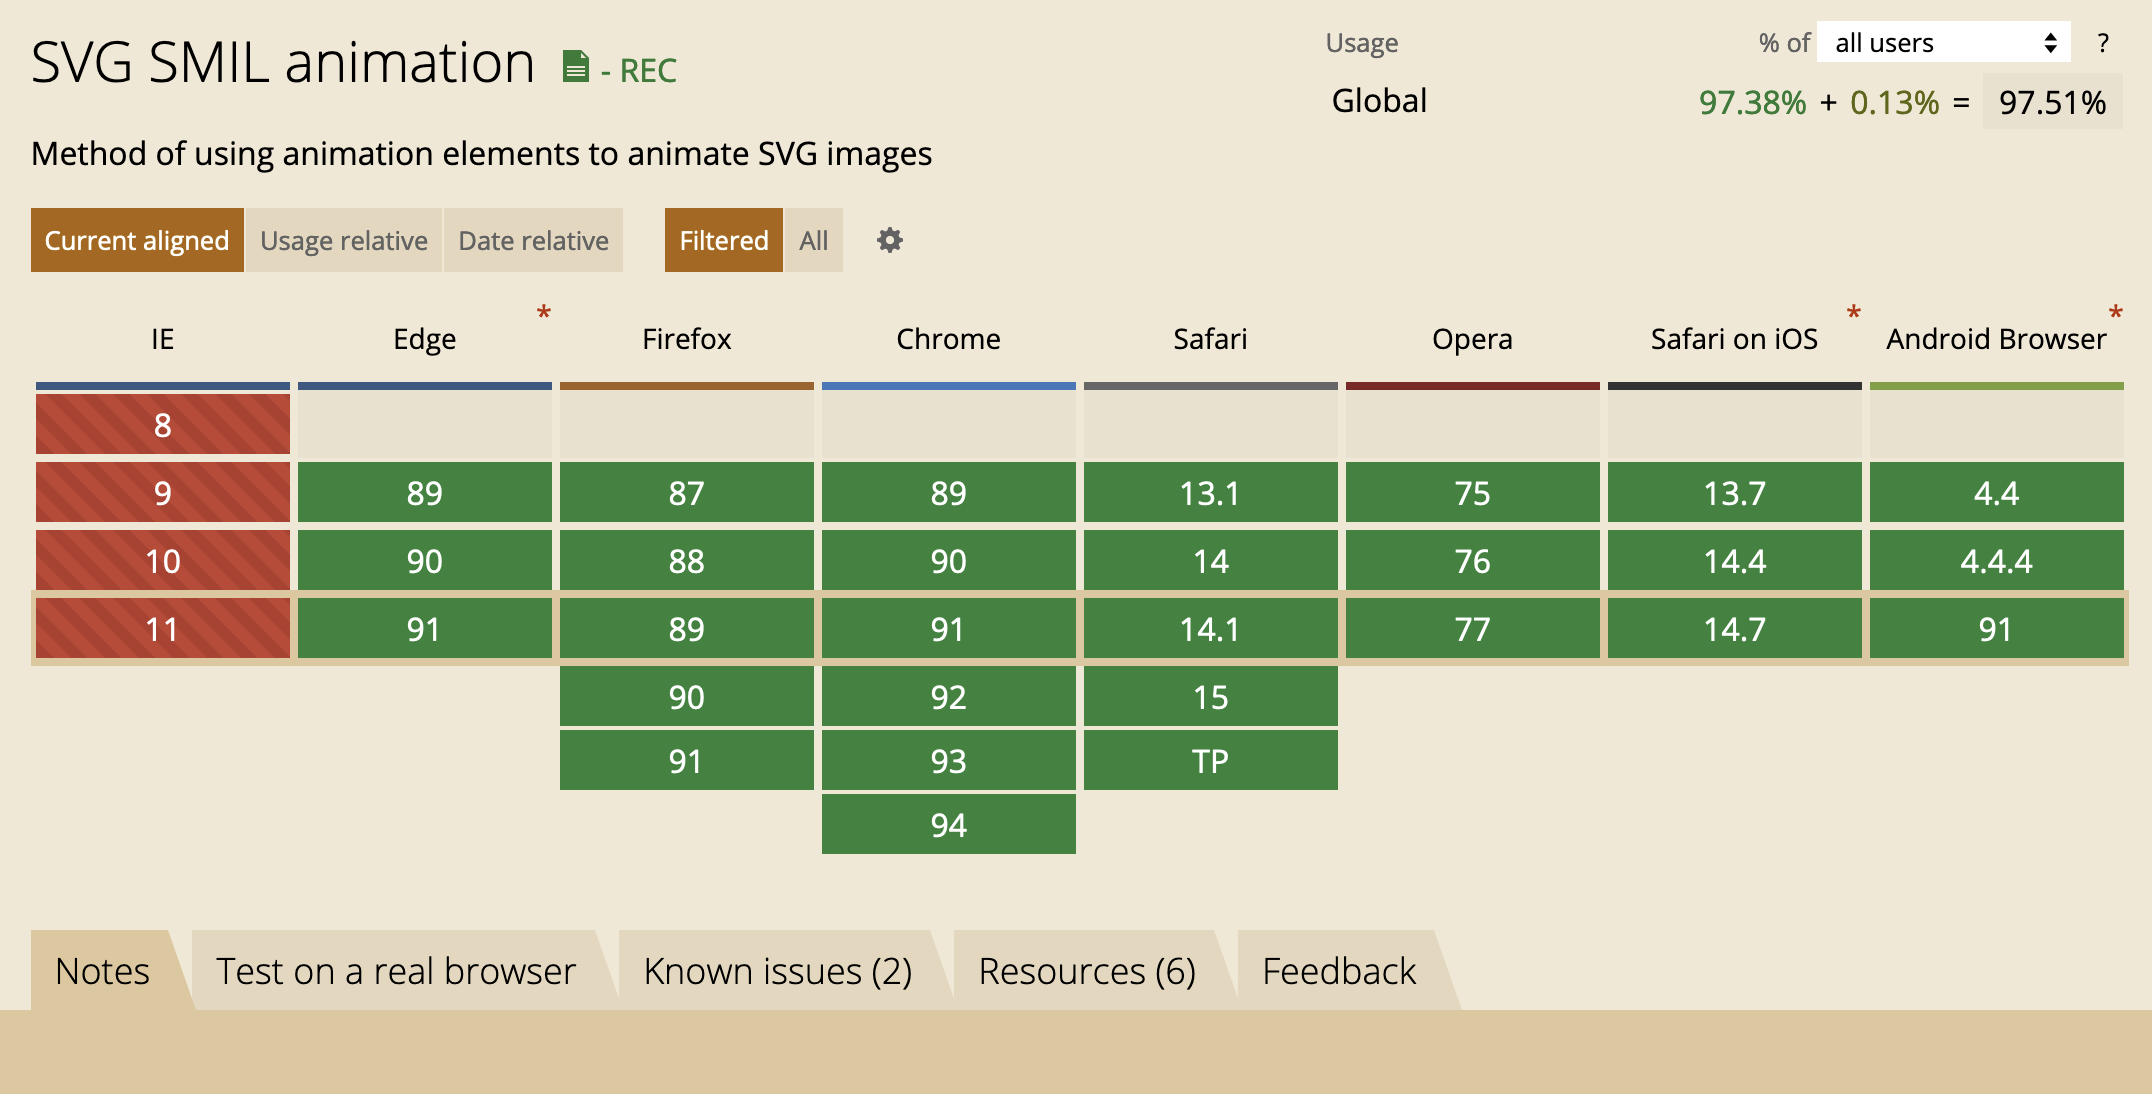 SVG SMIL animation - REC
Usage % of all users ?
Global 97.38% + 0.13% = 97.51%
Method of using animation elements to animate SVG images
Current aligned Usage relative Date relative Filtered All
IE Edge * Firefox Chrome Safari Opera Safari on iOS * Android Browser *
8
9 89 87 89 13.1 75 13.7 4.4
10 90 88 90 14 76 14.4 4.4.4
11 91 89 91 14.1 77 14.7 91
90 92 15
91 93 TP
94
Notes Test on a real browser Known issues (2) Resources (6) Feedback